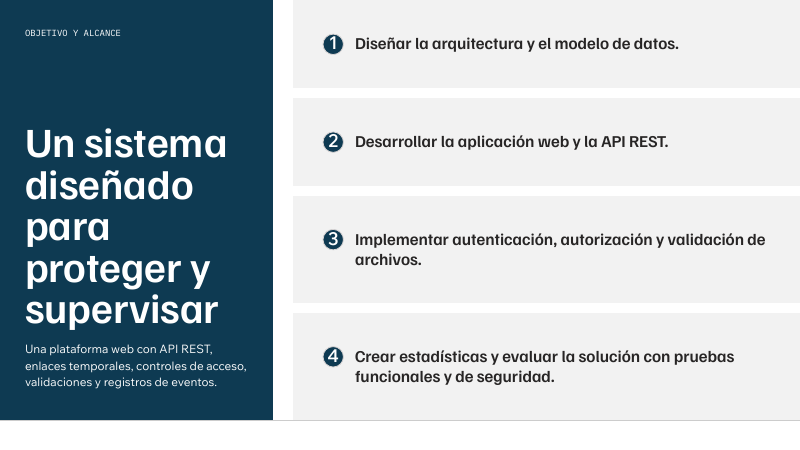 OBJETIVO Y ALCANCE
Un sistema
diseñado
para
proteger y
supervisar
Una plataforma web con API REST,
enlaces temporales, controles de acceso,
validaciones y registros de eventos.
1 Diseñar la arquitectura y el modelo de datos.
2 Desarrollar la aplicación web y la API REST.
3 Implementar autenticación, autorización y validación de
archivos.
4 Crear estadísticas y evaluar la solución con pruebas
funcionales y de seguridad.